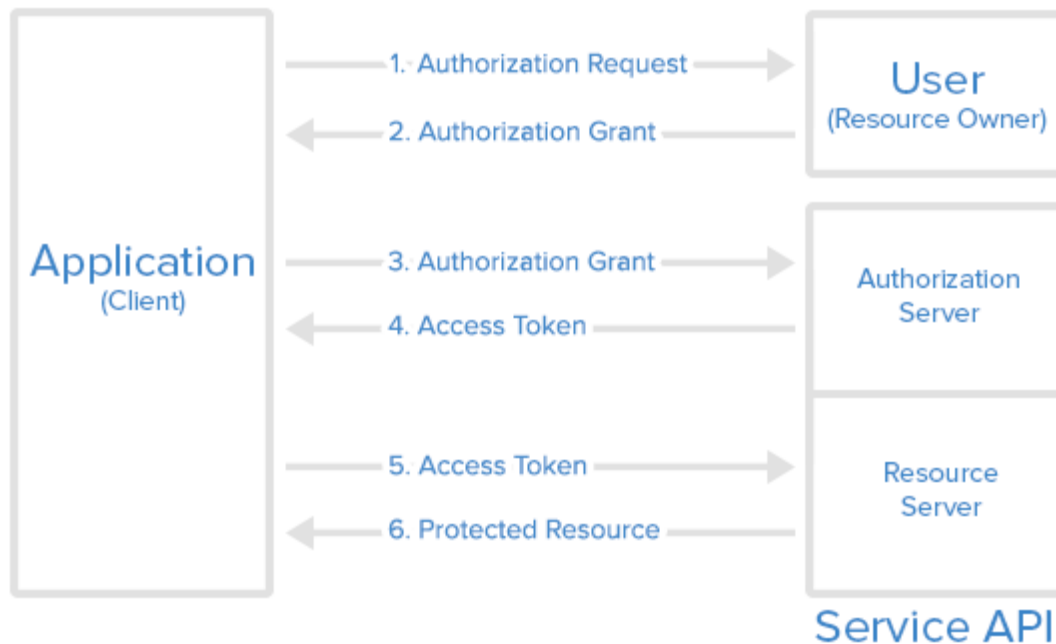 1. Authorization Request
User
(Resource Owner)
2. Authorization Grant
Application
(Client)
3. Authorization Grant
Authorization
Server
4. Access Token
5. Access Token
Resource
Server
6. Protected Resource
Service API